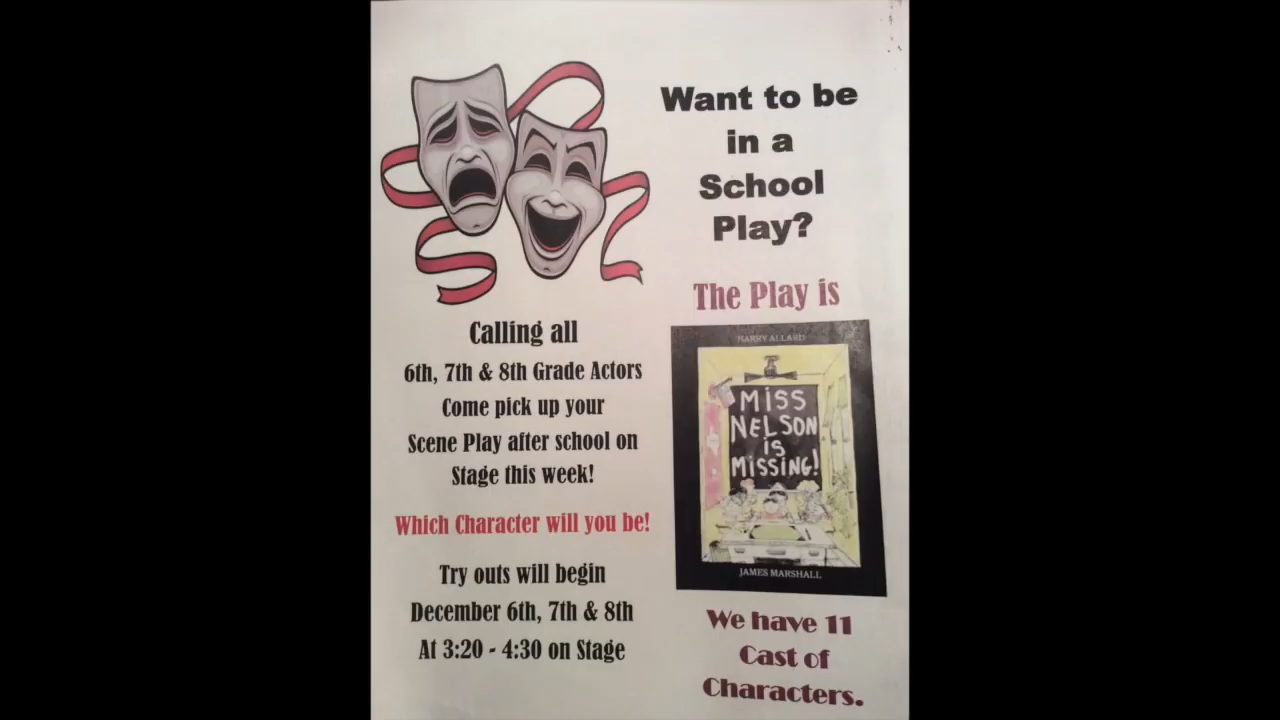 Want to be
in a
School
Play?
The Play is
HARRY ALLARD
MISS
NELSON
iS
MISSING!
JAMES MARSHALL
We have 11
Cast of
Characters.
Calling all
6th, 7th & 8th Grade Actors
Come pick up your
Scene Play after school on
Stage this week!
Which Character will you be!
Try outs will begin
December 6th, 7th & 8th
At 3:20 - 4:30 on Stage